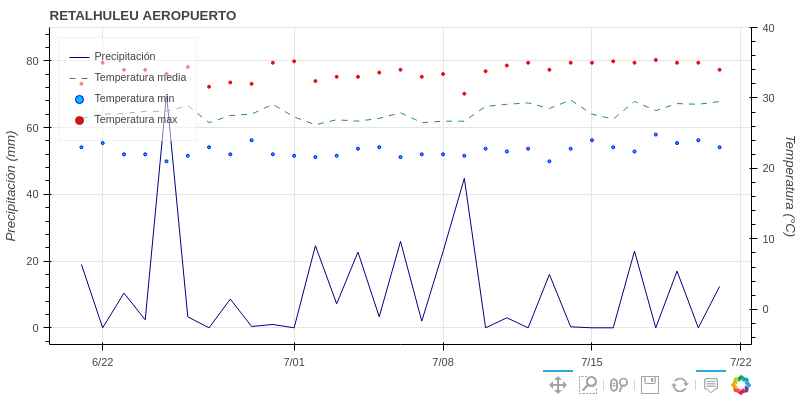 RETALHULEU AEROPUERTO
Precipitación
Temperatura media
Temperatura min
Temperatura max
Precipitación (mm)
80
60
40
20
0
Temperatura (°C)
40
30
20
10
0
6/22
7/01
7/08
7/15
7/22